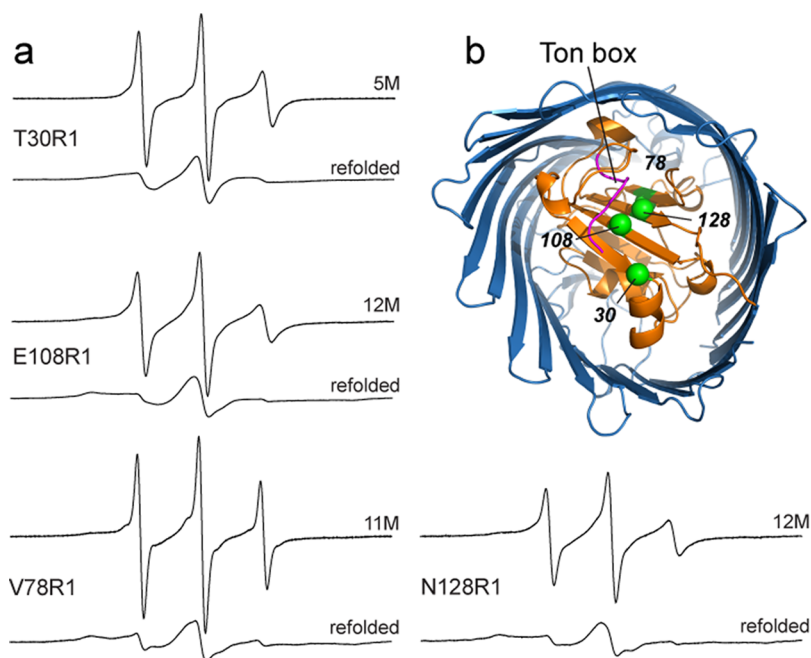 a
5M
T30R1
refolded
12M
E108R1
refolded
11M
V78R1
refolded
b
Ton box
78
128
108
30
12M
N128R1
refolded